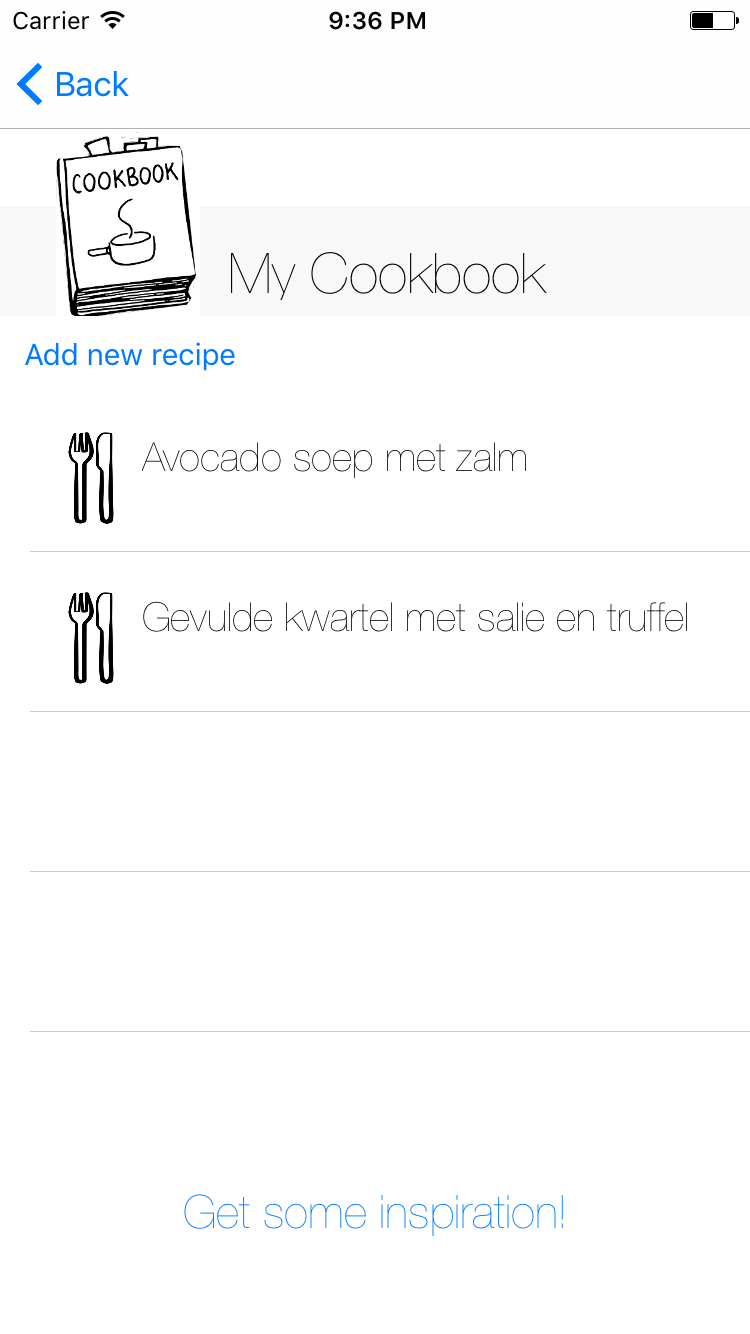 Carrier 9:36 PM
Back
COOKBOOK
My Cookbook
Add new recipe
Avocado soep met zalm
Gevulde kwartel met salie en truffel
Get some inspiration!